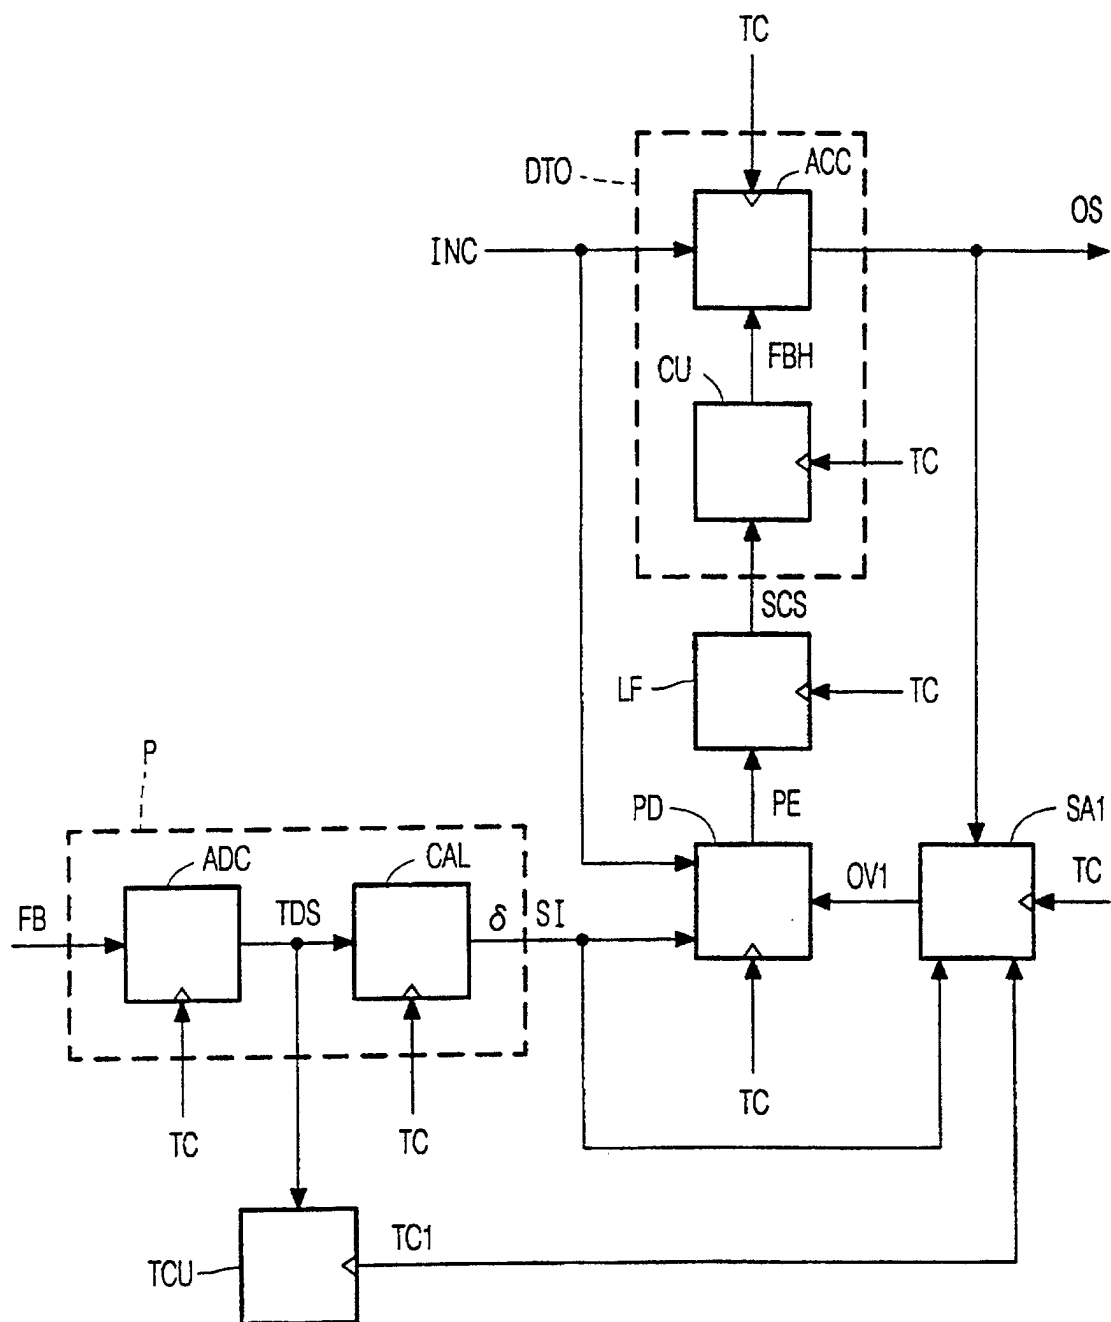 TC
DTO
ACC
OS
INC
FBH
CU
TC
SCS
LF
TC
P
PD
PE
SA1
ADC
CAL
OV1
TC
FB
TDS
δ
SI
TC
TC
TC
TC1
TCU